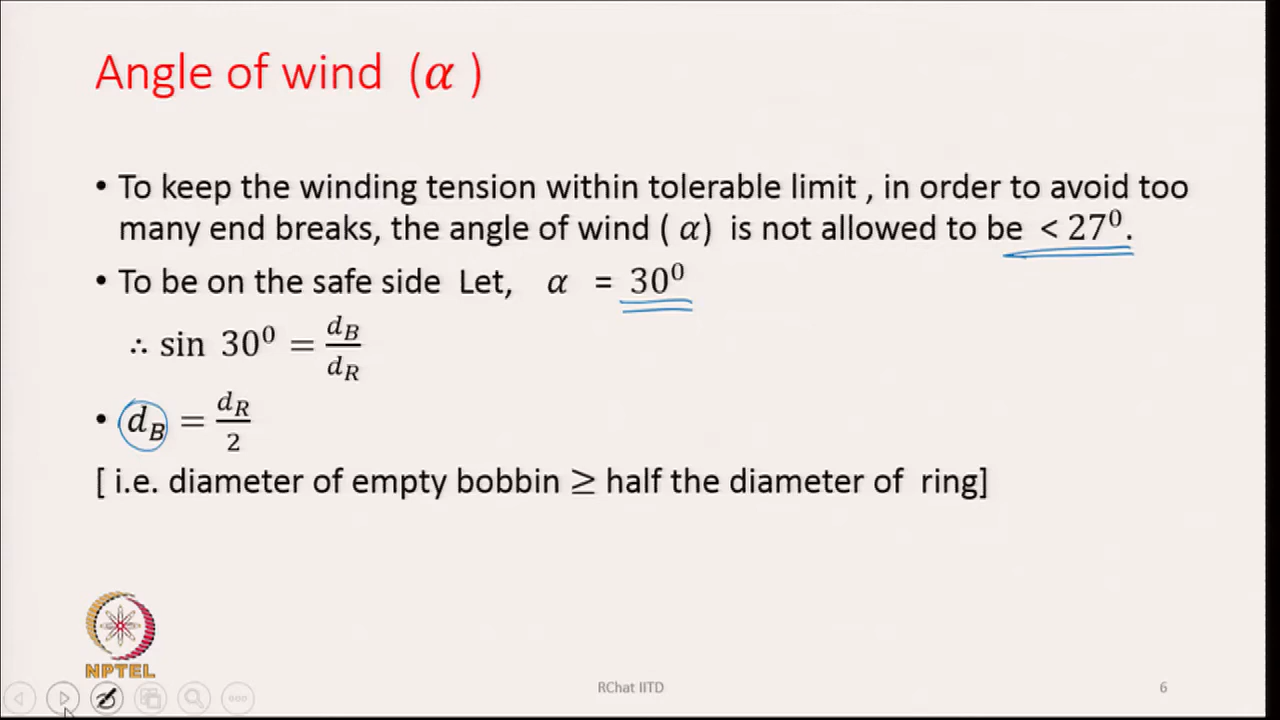 Angle of wind (α )
• To keep the winding tension within tolerable limit , in order to avoid too
many end breaks, the angle of wind ( α) is not allowed to be < 27⁰.
• To be on the safe side Let, α = 30⁰
∴ sin 30⁰ = d_B/d_R
• d_B = d_R/2
[ i.e. diameter of empty bobbin ≥ half the diameter of ring]
NPTEL
RChat IITD
6